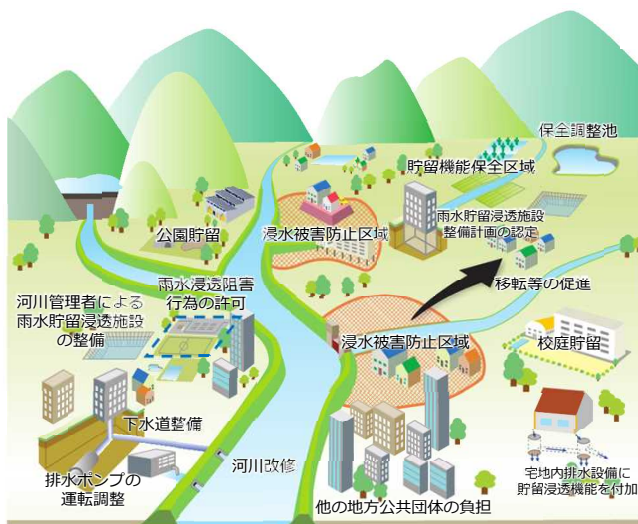 保全調整池
貯留機能保全区域
雨水貯留浸透施設
整備計画の認定
公園貯留
浸水被害防止区域
移転等の促進
雨水浸透阻害
行為の許可
河川管理者による
雨水貯留浸透施設
の整備
浸水被害防止区域
校庭貯留
下水道整備
排水ポンプの
運転調整
河川改修
他の地方公共団体の負担
宅地内排水設備に
貯留浸透機能を付加